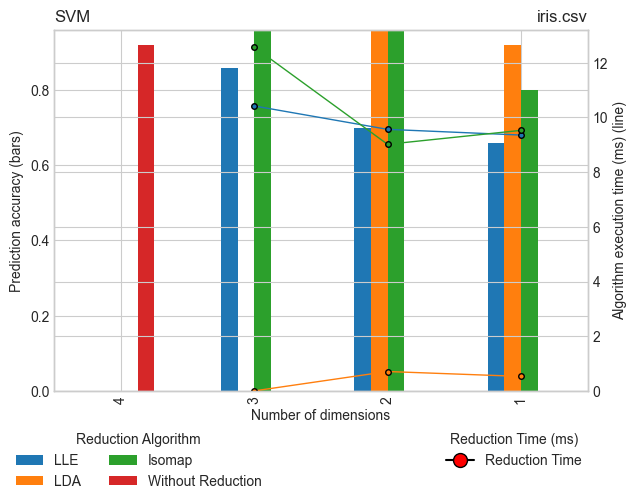 SVM
iris.csv
Prediction accuracy (bars)
0.8
0.6
0.4
0.2
0.0
12
10
8
6
4
2
0
Algorithm execution time (ms) (line)
4
3
2
1
Number of dimensions
Reduction Algorithm
LLE
LDA
Isomap
Without Reduction
Reduction Time (ms)
Reduction Time